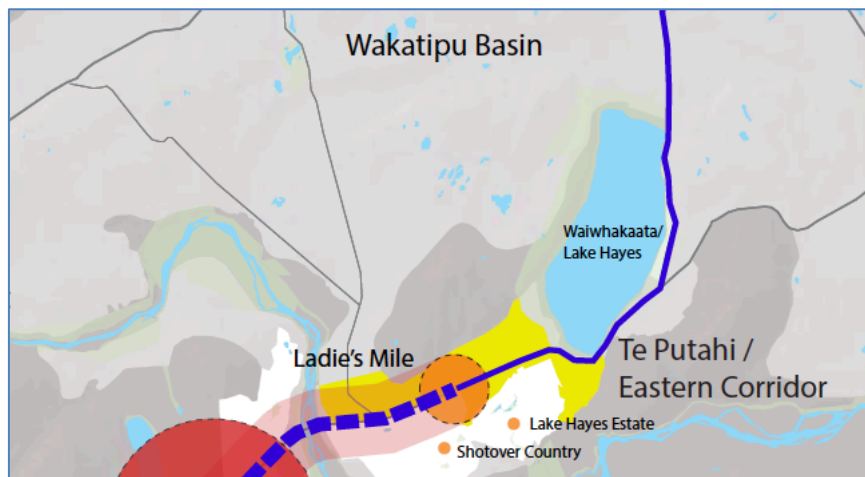 Wakatipu Basin
Waiwhakaata/
Lake Hayes
Ladie's Mile
Te Putahi /
Eastern Corridor
Lake Hayes Estate
Shotover Country